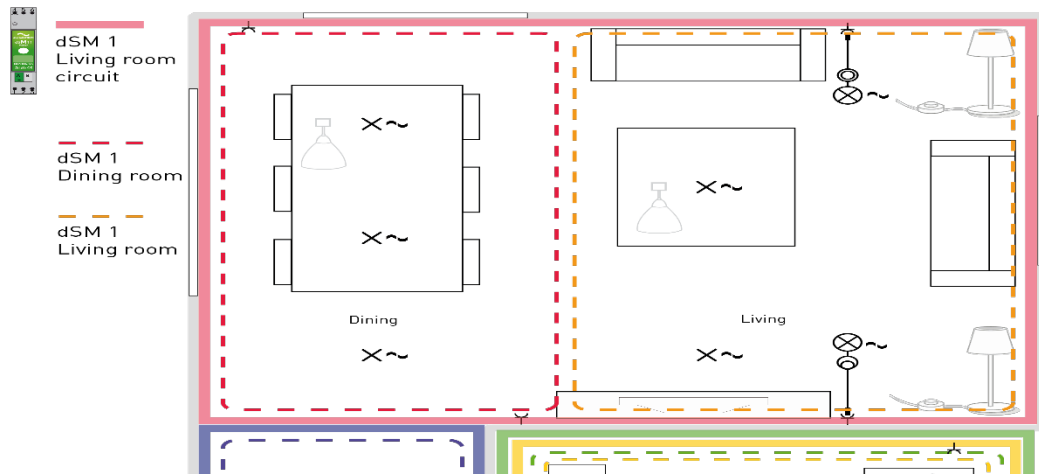 dSM 1
Living room
circuit
dSM 1
Dining room
dSM 1
Living room
Dining
Living